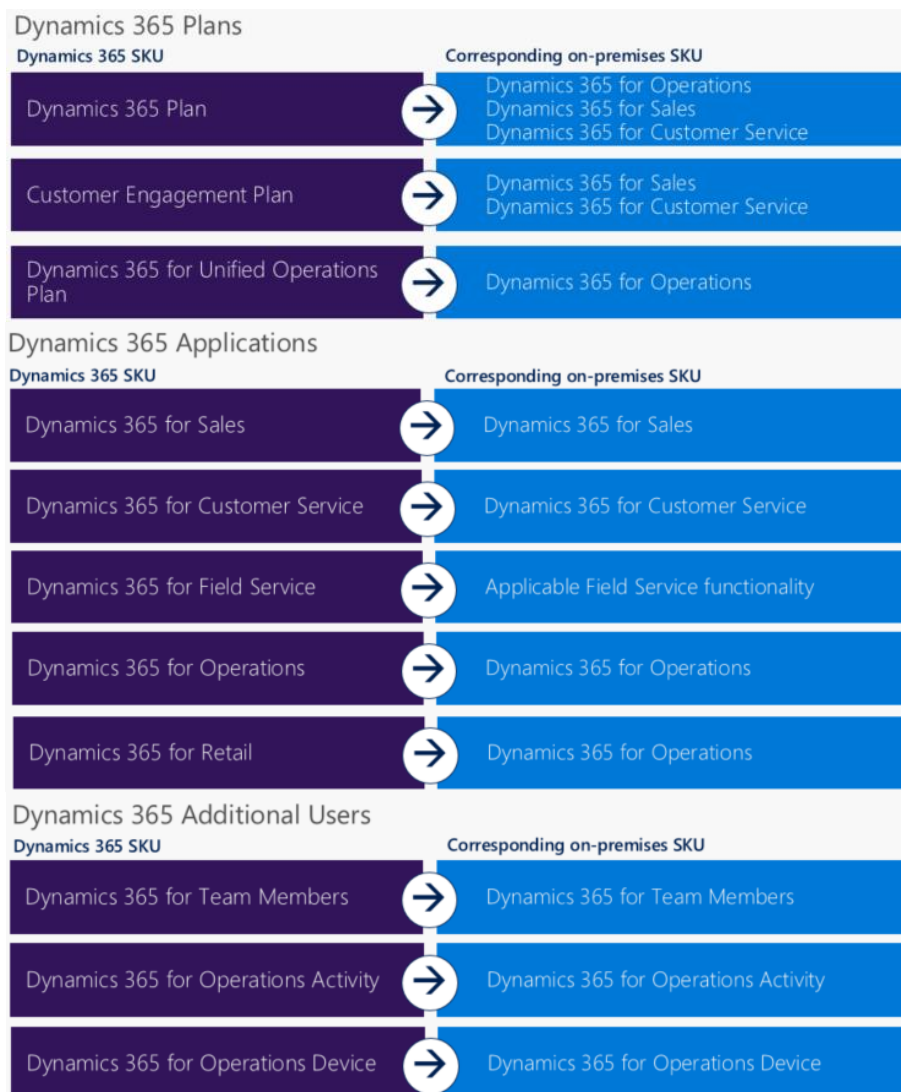 Dynamics 365 Plans
Dynamics 365 SKU
Corresponding on-premises SKU
Dynamics 365 Plan
Dynamics 365 for Operations
Dynamics 365 for Sales
Dynamics 365 for Customer Service
Customer Engagement Plan
Dynamics 365 for Sales
Dynamics 365 for Customer Service
Dynamics 365 for Unified Operations
Plan
Dynamics 365 for Operations
Dynamics 365 Applications
Dynamics 365 SKU
Corresponding on-premises SKU
Dynamics 365 for Sales
Dynamics 365 for Sales
Dynamics 365 for Customer Service
Dynamics 365 for Customer Service
Dynamics 365 for Field Service
Applicable Field Service functionality
Dynamics 365 for Operations
Dynamics 365 for Operations
Dynamics 365 for Retail
Dynamics 365 for Operations
Dynamics 365 Additional Users
Dynamics 365 SKU
Corresponding on-premises SKU
Dynamics 365 for Team Members
Dynamics 365 for Team Members
Dynamics 365 for Operations Activity
Dynamics 365 for Operations Activity
Dynamics 365 for Operations Device
Dynamics 365 for Operations Device